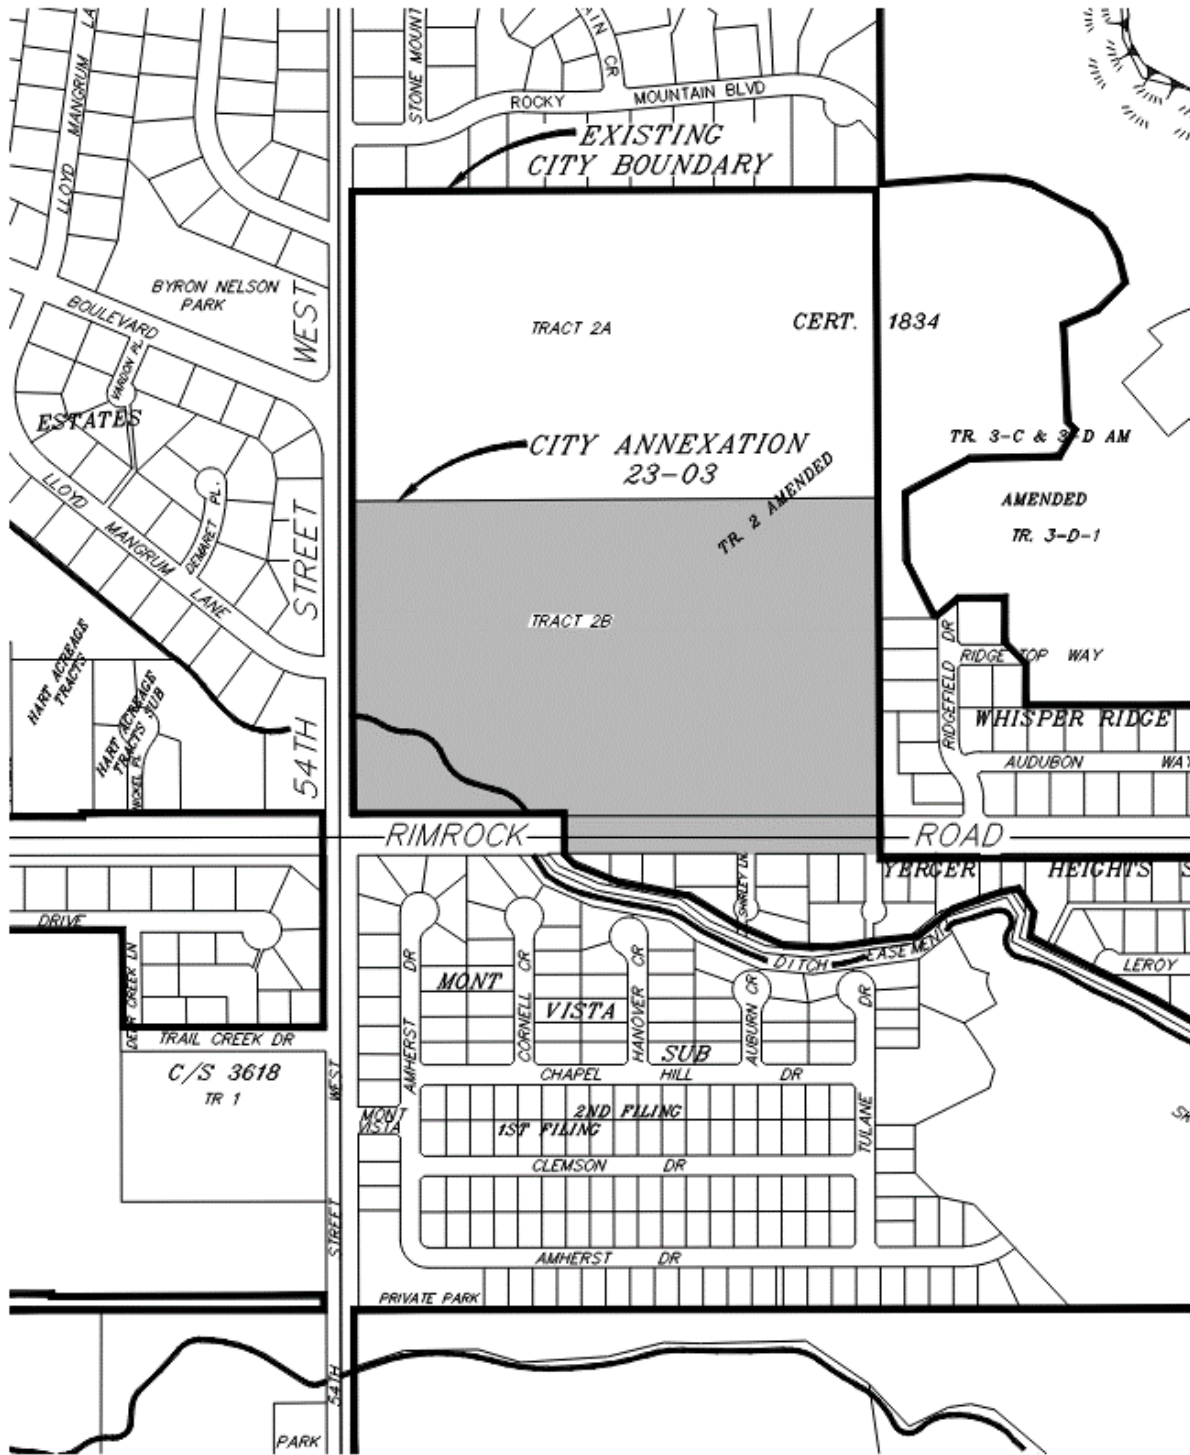 LLOYD MANGRUM
STONE MOUNT
CR
ROCKY MOUNTAIN BLVD
EXISTING
CITY BOUNDARY
BYRON NELSON
PARK
BOULEVARD
VARDON PL.
WEST
TRACT 2A
CERT. 1834
ESTATES
CITY ANNEXATION
23-03
TR. 2 AMENDED
TR. 3-C & 3-D AM
AMENDED
TR. 3-D-1
LLOYD MANGRUM LANE
DEMARET PL.
STREET
TRACT 2B
HART ACREAGE
TRACTS
HART ACREAGE
TRACTS SUB
NICKEL PL
54TH
RIDGEFIELD DR
RIDGE TOP WAY
WHISPER RIDGE
AUDUBON WAY
RIMROCK ROAD
YERGER HEIGHTS S
SHIRLEY LN
DRIVE
DEER CREEK LN
DITCH EASEMENT
LEROY
AMHERST DR
MONT
VISTA
SUB
CORNELL CR
HANOVER CR
AUBURN CR
DR
TULANE
TRAIL CREEK DR
C/S 3618
TR 1
WEST
CHAPEL HILL DR
MONT
VISTA
2ND FILING
1ST FILING
CLEMSON DR
STREET
AMHERST DR
PRIVATE PARK
54TH
PARK